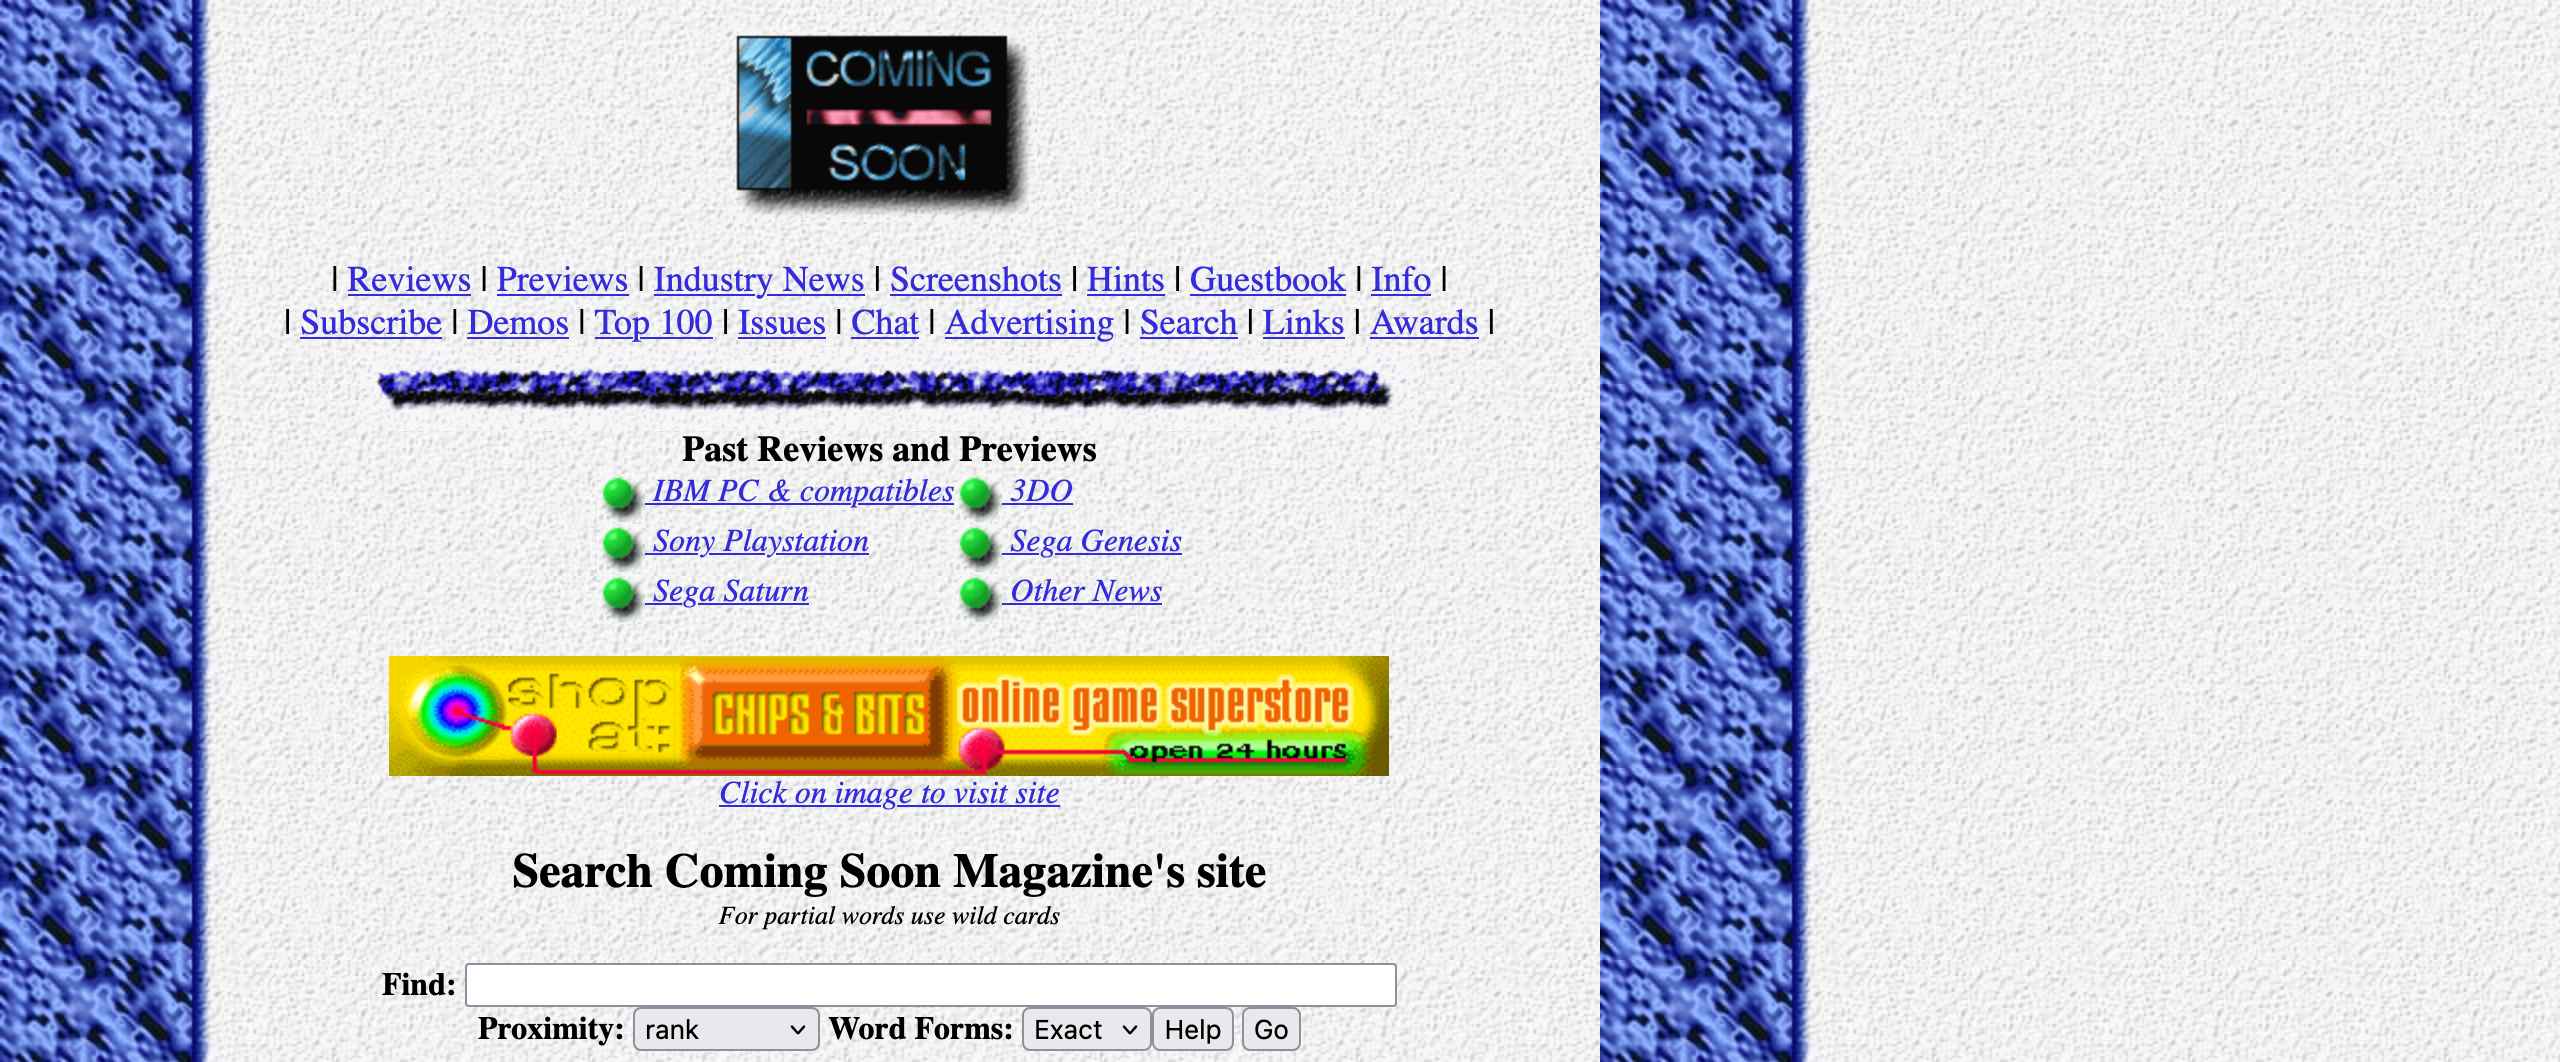 COMING
SOON
| Reviews | Previews | Industry News | Screenshots | Hints | Guestbook | Info |
| Subscribe | Demos | Top 100 | Issues | Chat | Advertising | Search | Links | Awards |
Past Reviews and Previews
IBM PC & compatibles 3DO
Sony Playstation Sega Genesis
Sega Saturn Other News
shop at: CHIPS & BITS online game superstore
open 24 hours
Click on image to visit site
Search Coming Soon Magazine's site
For partial words use wild cards
Find:
Proximity: rank Word Forms: Exact Help Go